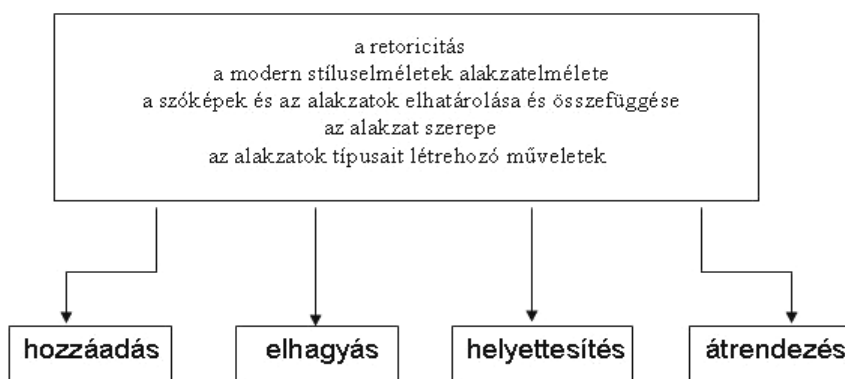 a retoricitás
a modern stíluselméletek alakzatelmélete
a szóképek és az alakzatok elhatárolása és összefüggése
az alakzat szerepe
az alakzatok típusait létrehozó műveletek
hozzáadás elhagyás helyettesítés átrendezés